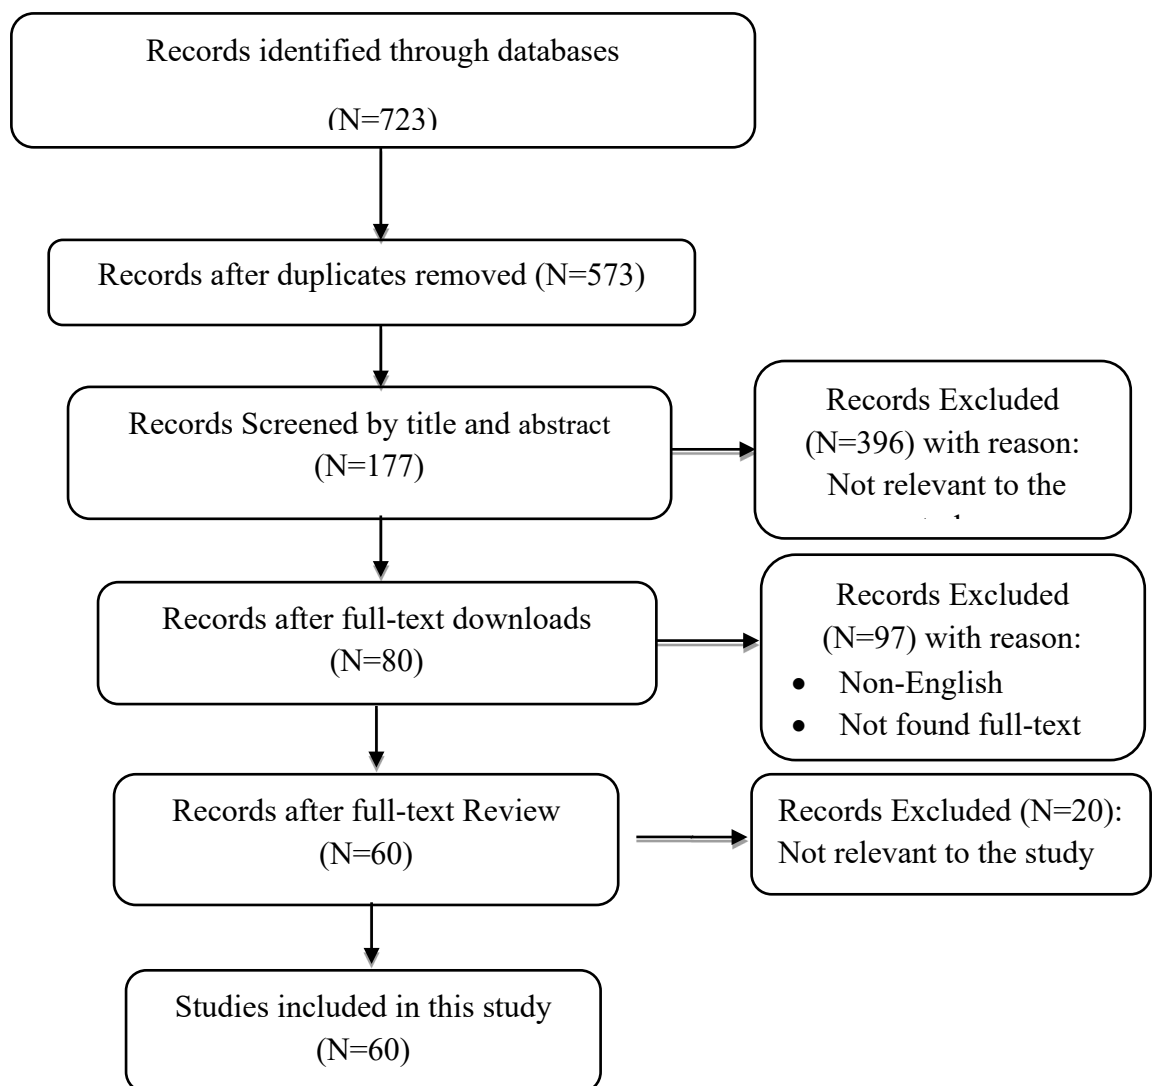 Records identified through databases
(N=723)
Records after duplicates removed (N=573)
Records Screened by title and abstract
(N=177)
Records Excluded
(N=396) with reason:
Not relevant to the
Records after full-text downloads
(N=80)
Records Excluded
(N=97) with reason:
• Non-English
• Not found full-text
Records after full-text Review
(N=60)
Records Excluded (N=20):
Not relevant to the study
Studies included in this study
(N=60)